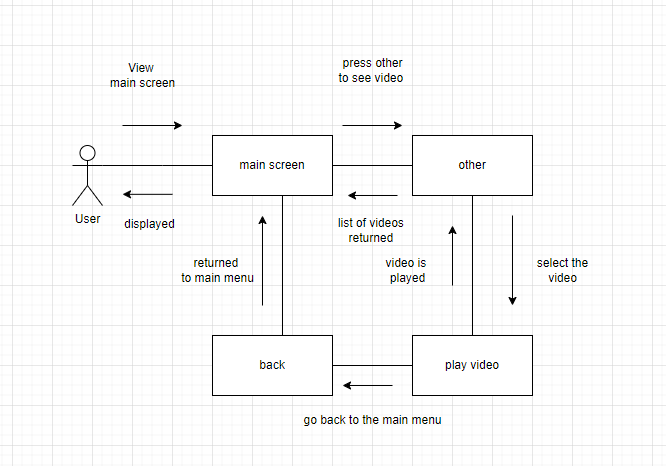 View
main screen
press other
to see video
main screen
other
User
displayed
list of videos
returned
returned
to main menu
video is
played
select the
video
back
play video
go back to the main menu